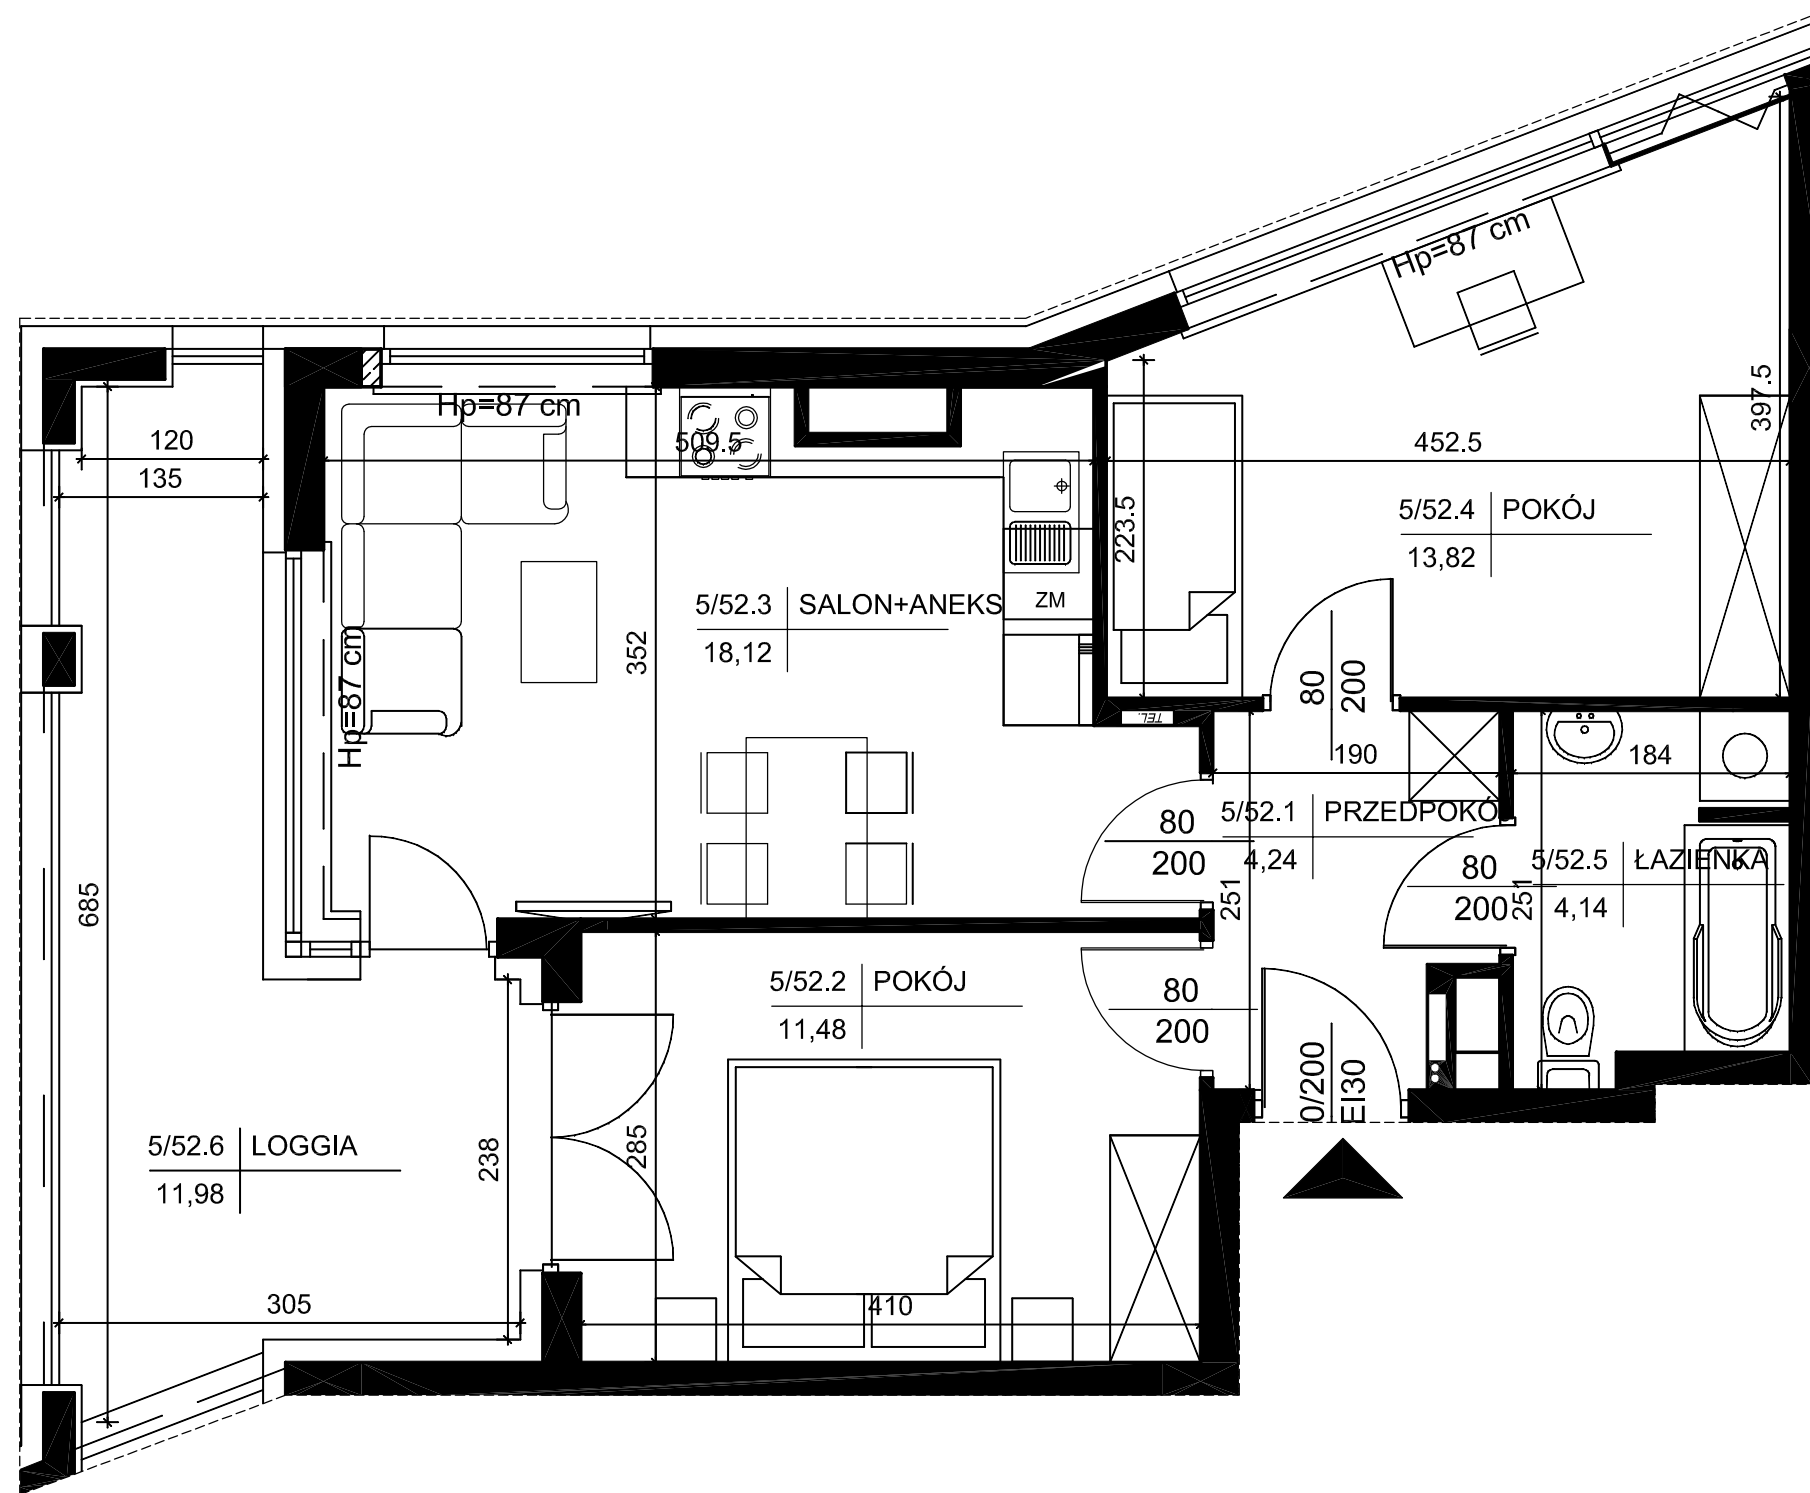 Hp=87 cm
Hp=87 cm
120
509.5
452.5
397.5
135
223.5
5/52.4 POKÓJ
13,82
5/52.3 SALON+ANEKS
18,12
ZM
352
Hp=87 cm
80
200
TEL.
190
184
80
200
5/52.1 PRZEDPOKÓ
4,24
251
80
200
5/52.5 ŁAZIENKA
4,14
251
685
5/52.2 POKÓJ
11,48
80
200
0/200
EI30
5/52.6 LOGGIA
11,98
238
285
305
410